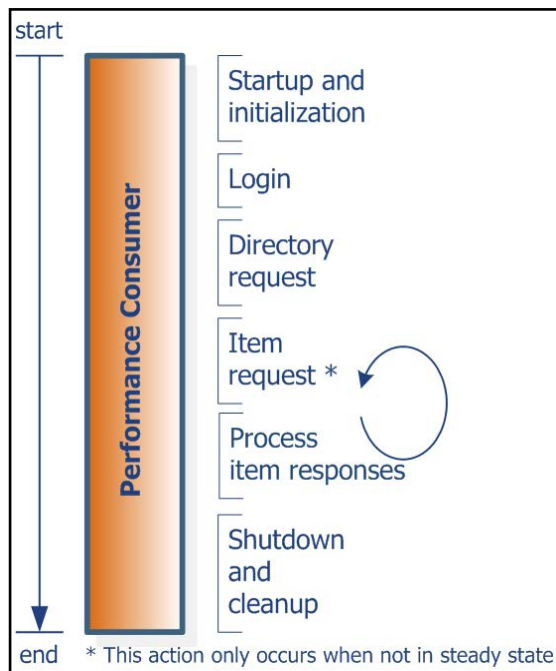 start
Performance Consumer
Startup and
initialization
Login
Directory
request
Item
request *
Process
item responses
Shutdown
and
cleanup
end
* This action only occurs when not in steady state